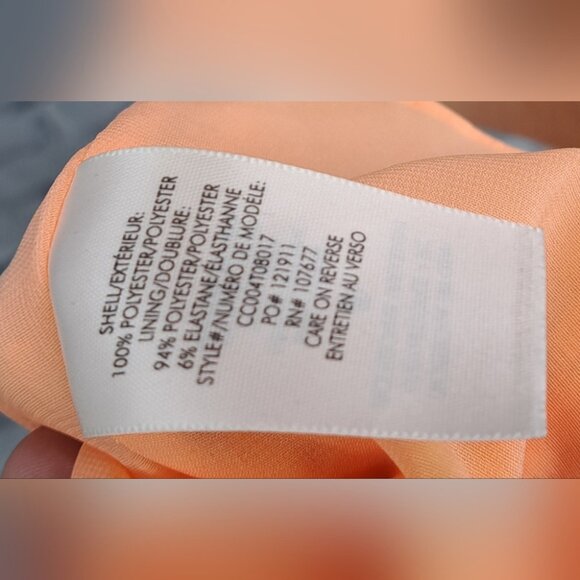 SHELL/EXTÉRIEUR:
100% POLYESTER/POLYESTER
LINING/DOUBLURE:
94% POLYESTER/POLYESTER
6% ELASTANE/ÉLASTHANNE
STYLE#/NUMÉRO DE MODÈLE:
CC004T08017
PO# 121911
RN# 107677
CARE ON REVERSE
ENTRETIEN AU VERSO